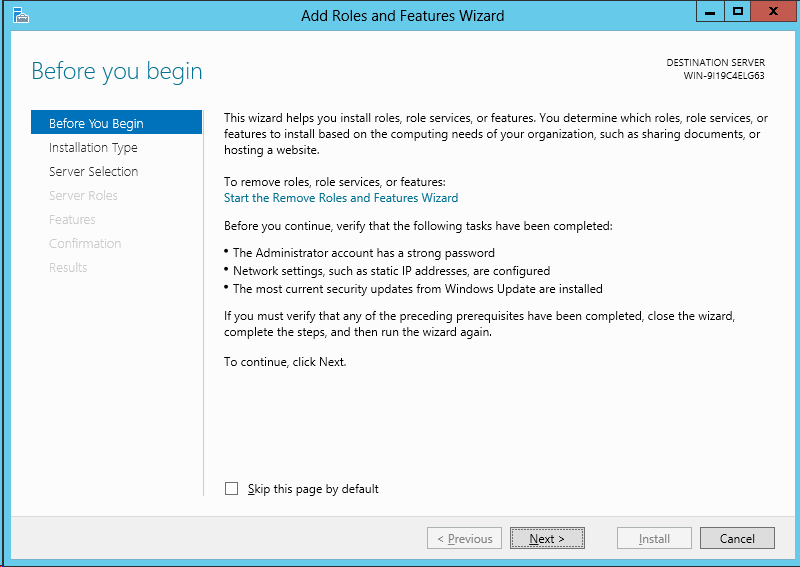 Add Roles and Features Wizard
Before you begin
DESTINATION SERVER
WIN-9I19C4ELG63
Before You Begin
Installation Type
Server Selection
Server Roles
Features
Confirmation
Results
This wizard helps you install roles, role services, or features. You determine which roles, role services, or
features to install based on the computing needs of your organization, such as sharing documents, or
hosting a website.
To remove roles, role services, or features:
Start the Remove Roles and Features Wizard
Before you continue, verify that the following tasks have been completed:
• The Administrator account has a strong password
• Network settings, such as static IP addresses, are configured
• The most current security updates from Windows Update are installed
If you must verify that any of the preceding prerequisites have been completed, close the wizard,
complete the steps, and then run the wizard again.
To continue, click Next.
Skip this page by default
< Previous
Next >
Install
Cancel